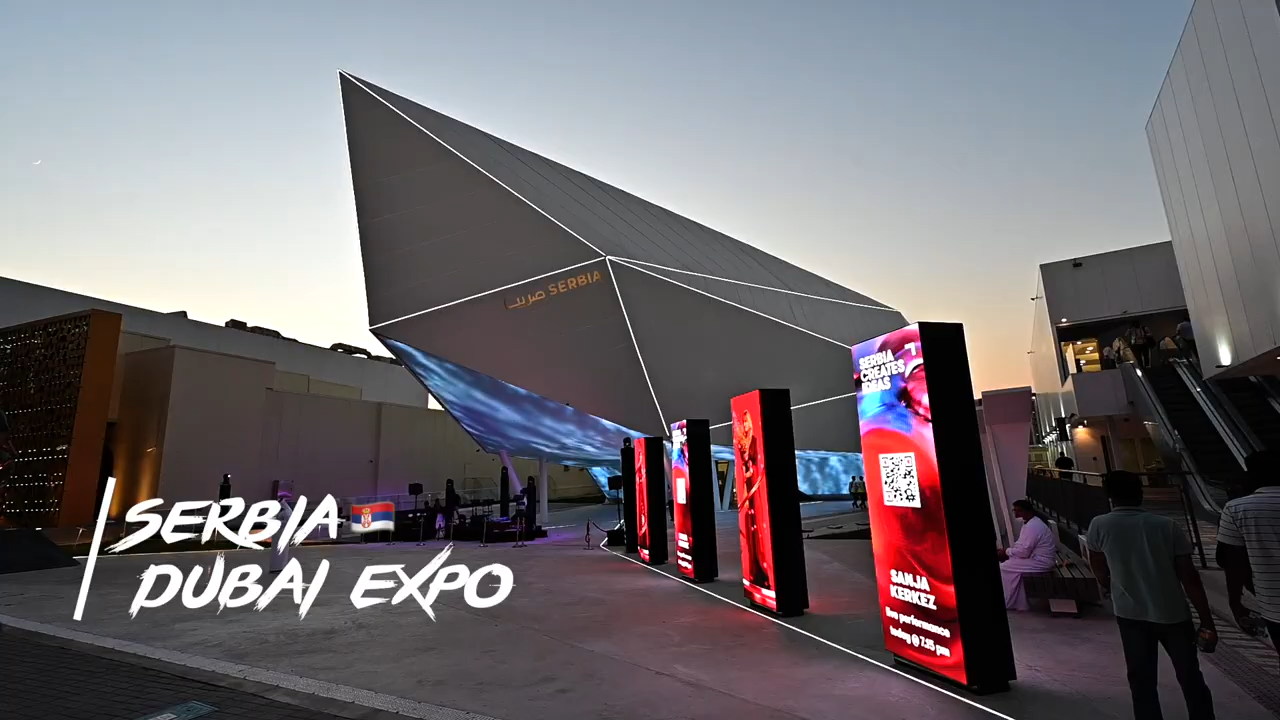 صربيا SERBIA
SERBIA
CREATES
IDEAS
SANJA
KERKEZ
live performance
today @ 7.15 pm
SERBIA
DUBAI EXPO